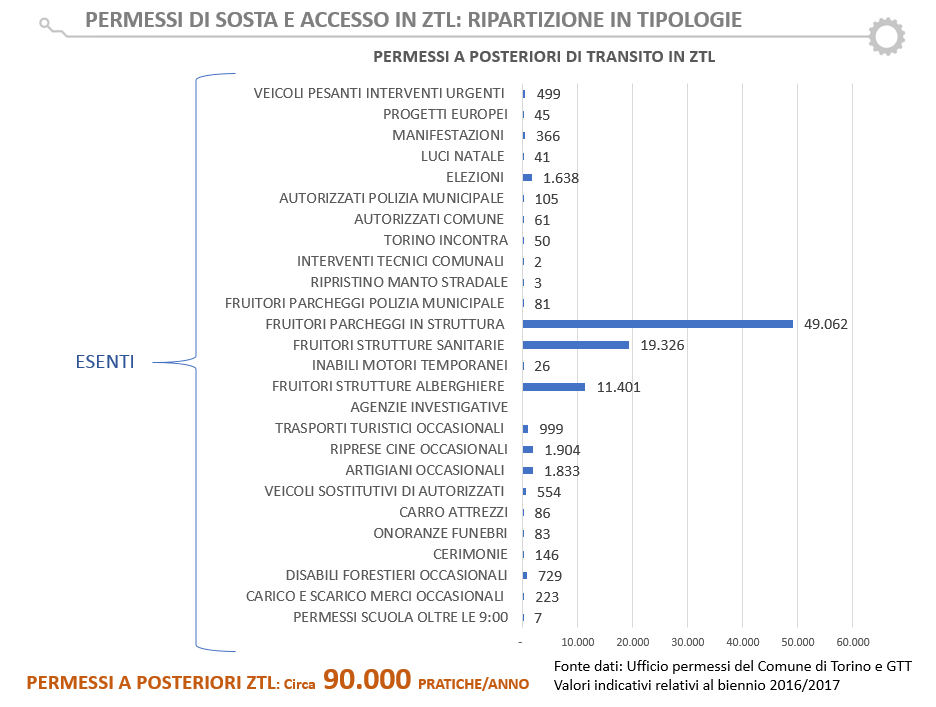 PERMESSI DI SOSTA E ACCESSO IN ZTL: RIPARTIZIONE IN TIPOLOGIE
PERMESSI A POSTERIORI DI TRANSITO IN ZTL
VEICOLI PESANTI INTERVENTI URGENTI 499
PROGETTI EUROPEI 45
MANIFESTAZIONI 366
LUCI NATALE 41
ELEZIONI 1.638
AUTORIZZATI POLIZIA MUNICIPALE 105
AUTORIZZATI COMUNE 61
TORINO INCONTRA 50
INTERVENTI TECNICI COMUNALI 2
RIPRISTINO MANTO STRADALE 3
FRUITORI PARCHEGGI POLIZIA MUNICIPALE 81
FRUITORI PARCHEGGI IN STRUTTURA 49.062
FRUITORI STRUTTURE SANITARIE 19.326
ESENTI
INABILI MOTORI TEMPORANEI 26
FRUITORI STRUTTURE ALBERGHIERE 11.401
AGENZIE INVESTIGATIVE
TRASPORTI TURISTICI OCCASIONALI 999
RIPRESE CINE OCCASIONALI 1.904
ARTIGIANI OCCASIONALI 1.833
VEICOLI SOSTITUTIVI DI AUTORIZZATI 554
CARRO ATTREZZI 86
ONORANZE FUNEBRI 83
CERIMONIE 146
DISABILI FORESTIERI OCCASIONALI 729
CARICO E SCARICO MERCI OCCASIONALI 223
PERMESSI SCUOLA OLTRE LE 9:00 7
- 10.000 20.000 30.000 40.000 50.000 60.000
PERMESSI A POSTERIORI ZTL: Circa 90.000 PRATICHE/ANNO
Fonte dati: Ufficio permessi del Comune di Torino e GTT
Valori indicativi relativi al biennio 2016/2017